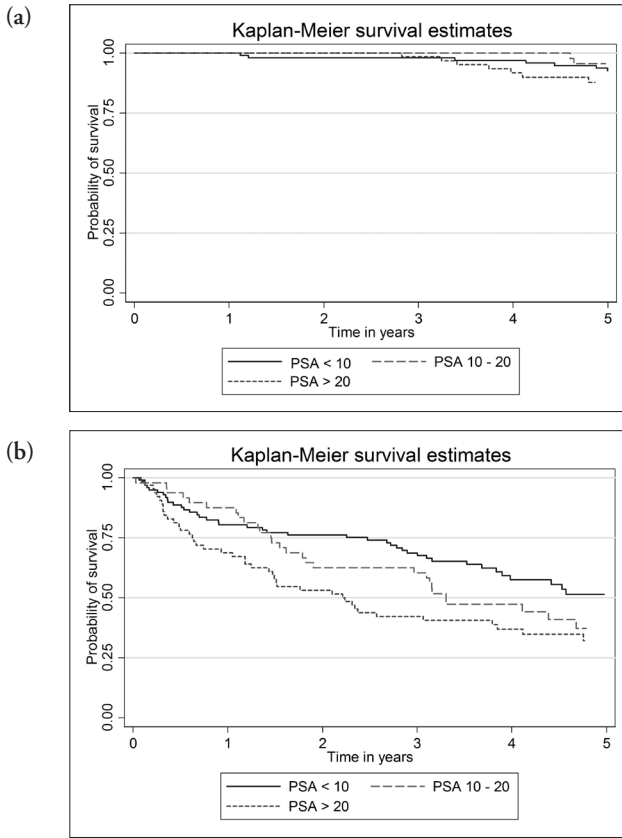 (a)
Kaplan-Meier survival estimates
Probability of survival
1.00
0.75
0.50
0.25
0.00
0 1 2 3 4 5
Time in years
PSA < 10 PSA 10 - 20
PSA > 20
(b)
Kaplan-Meier survival estimates
Probability of survival
1.00
0.75
0.50
0.25
0.00
0 1 2 3 4 5
Time in years
PSA < 10 PSA 10 - 20
PSA > 20